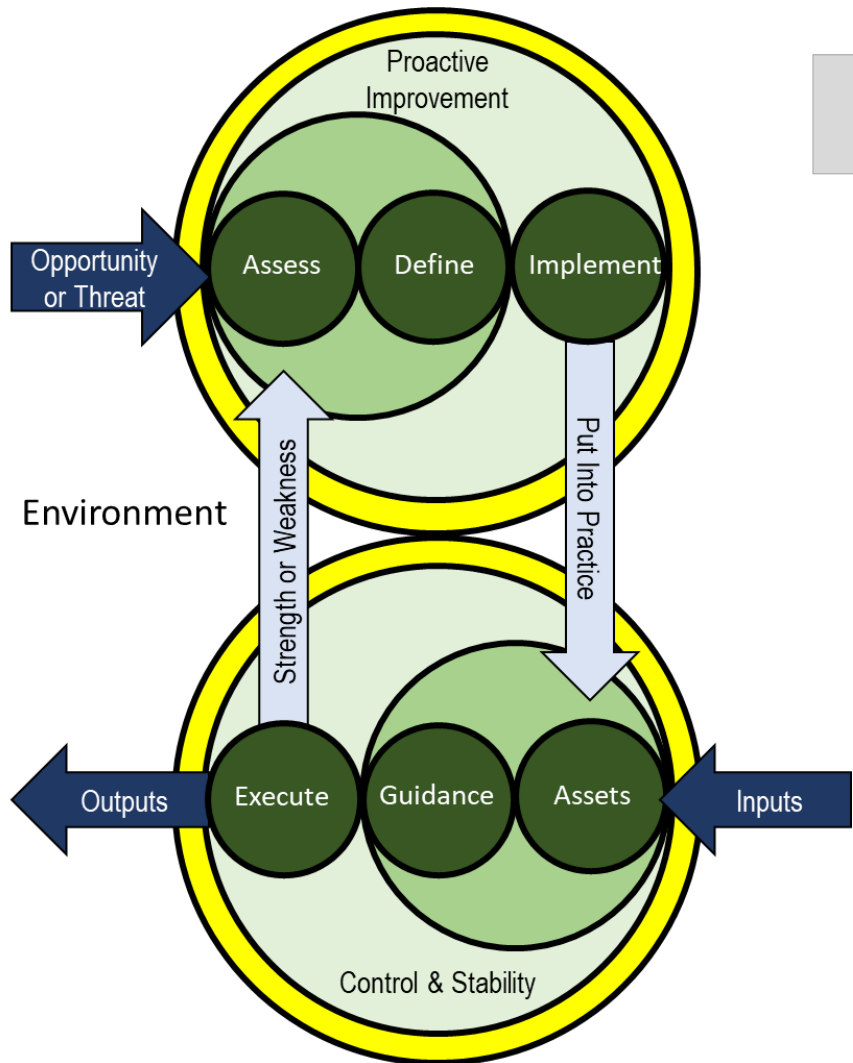 Proactive
Improvement
Opportunity
or Threat
Assess
Define
Implement
Strength or Weakness
Put Into Practice
Environment
Outputs
Execute
Guidance
Assets
Inputs
Control & Stability